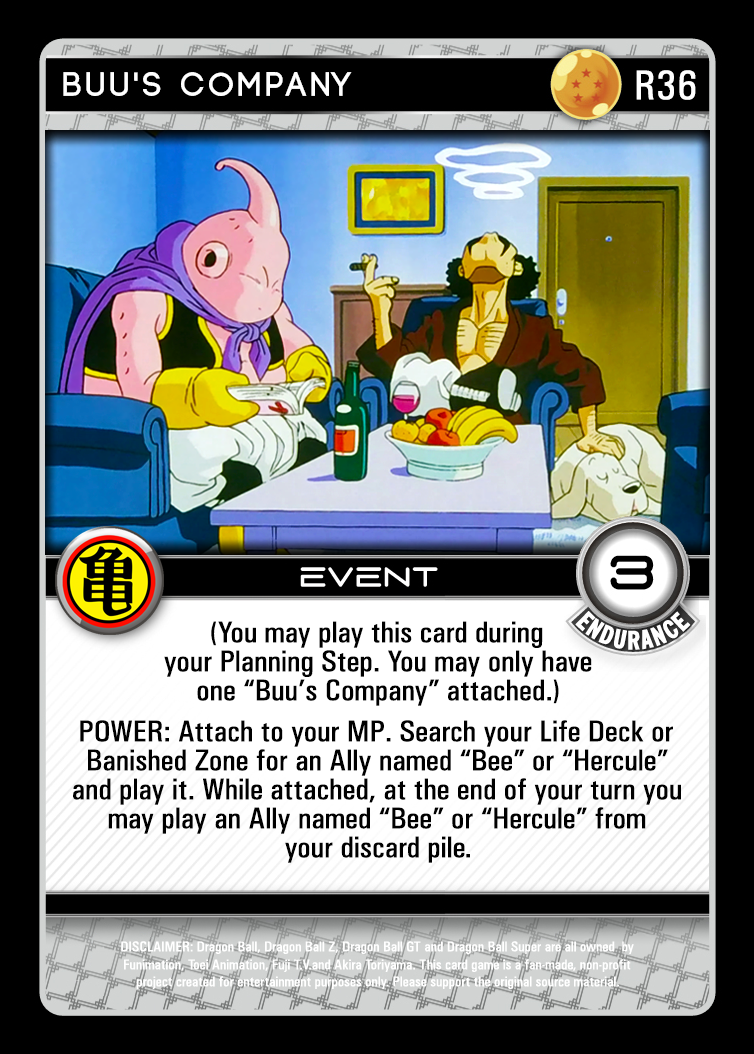 BUU'S COMPANY
R36
亀
EVENT
3
ENDURANCE
(You may play this card during
your Planning Step. You may only have
one “Buu’s Company” attached.)
POWER: Attach to your MP. Search your Life Deck or
Banished Zone for an Ally named “Bee” or “Hercule”
and play it. While attached, at the end of your turn you
may play an Ally named “Bee” or “Hercule” from
your discard pile.
DISCLAIMER: Dragon Ball, Dragon Ball Z, Dragon Ball GT and Dragon Ball Super are all owned by
Funimation, Toei Animation, Fuji T.V.and Akira Toriyama. This card game is a fan-made, non-profit
project created for entertainment purposes only. Please support the original source material.